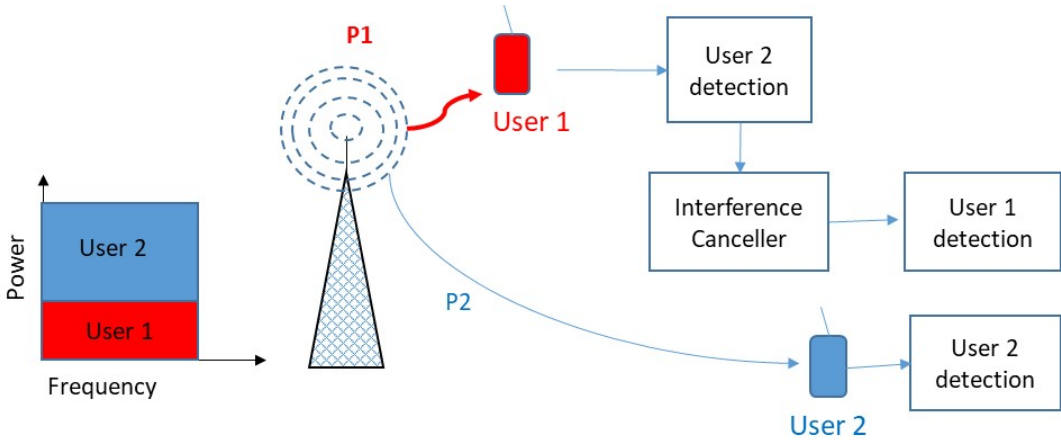 P1
User 1
User 2
detection
Interference
Canceller
User 1
detection
Power
User 2
User 1
Frequency
P2
User 2
User 2
detection